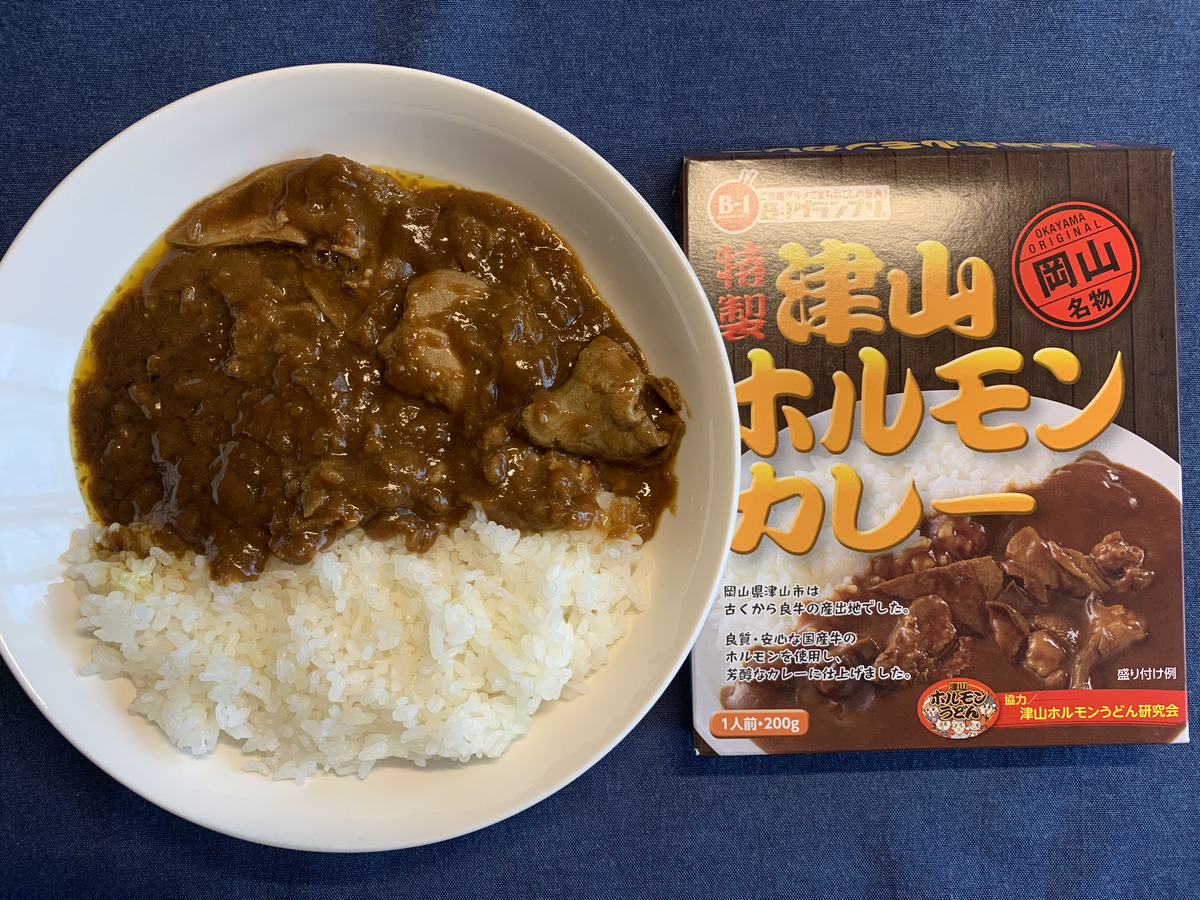 B-1
ご当地グルメでまちおこしの祭典!
B-1グランプリ
OKAYAMA
ORIGINAL
岡山
名物
特製
津山
ホルモン
カレー
岡山県津山市は
古くから良牛の産出地でした。
良質・安心な国産牛の
ホルモンを使用し、
芳醇なカレーに仕上げました。
盛り付け例
1人前・200g
津山
ホルモン
うどん
協力/
津山ホルモンうどん研究会